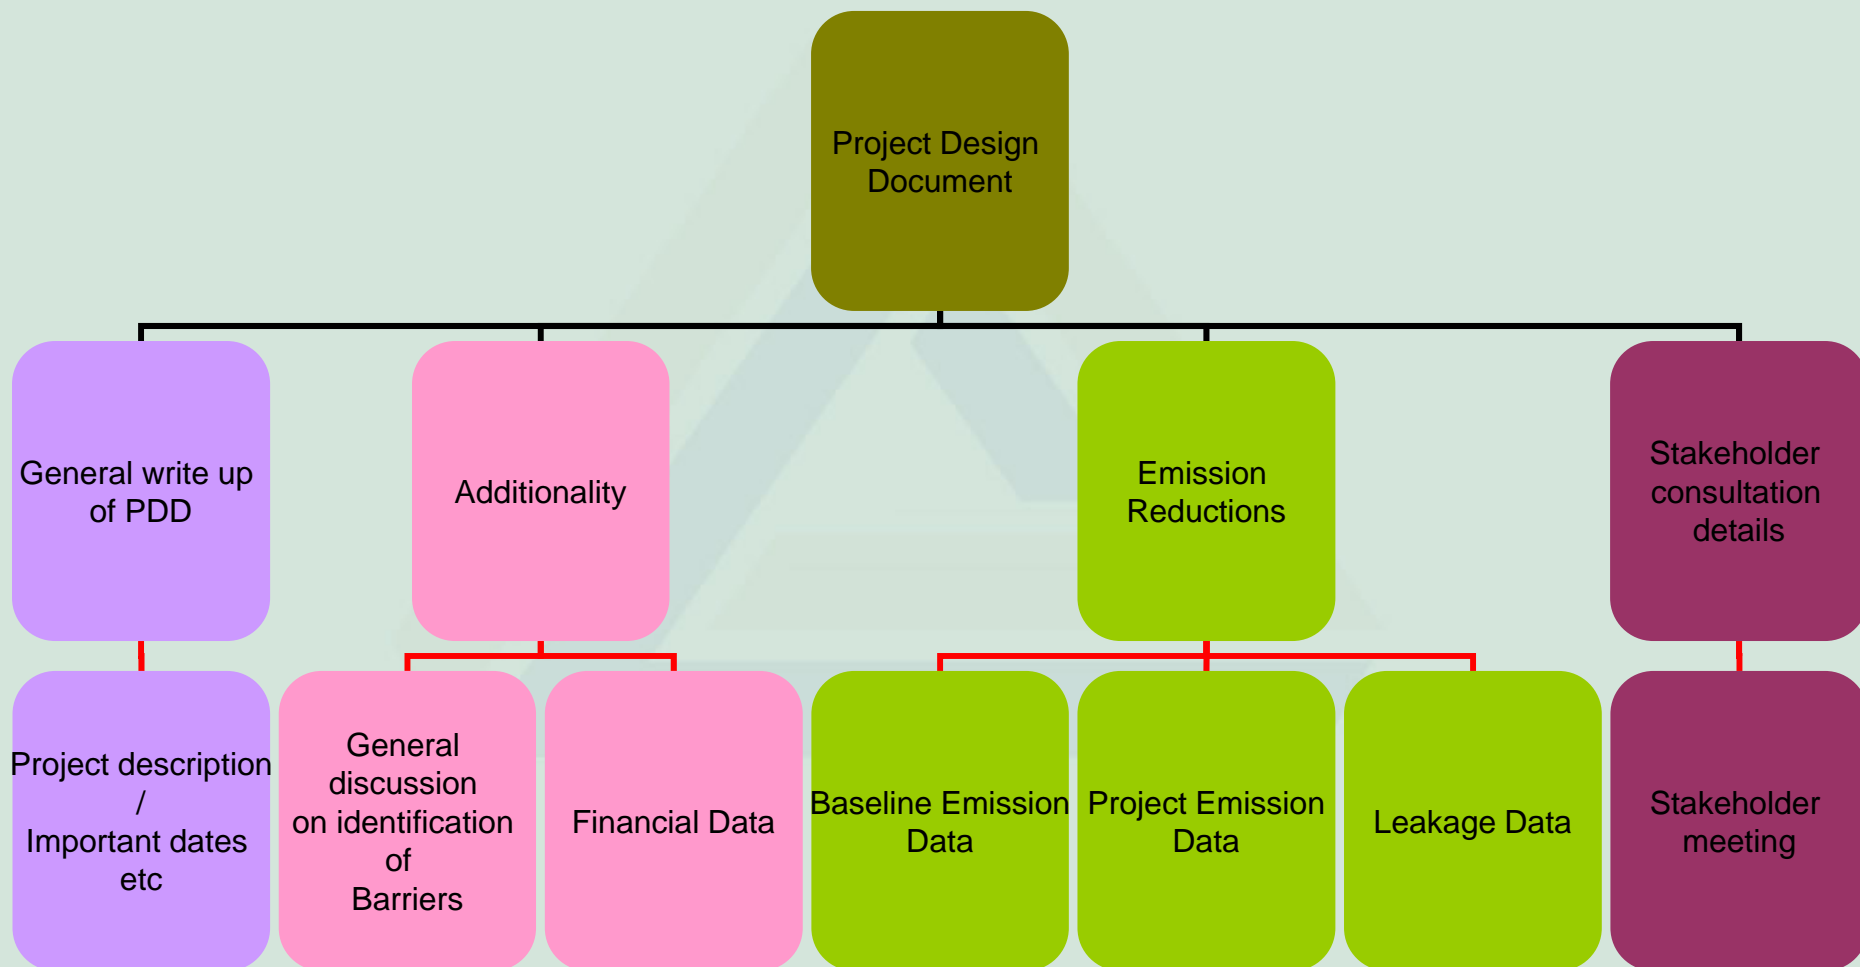 Project Design
Document
General write up
of PDD
Additionality
Emission
Reductions
Stakeholder
consultation
details
Project description
/
Important dates
etc
General
discussion
on identification
of
Barriers
Financial Data
Baseline Emission
Data
Project Emission
Data
Leakage Data
Stakeholder
meeting